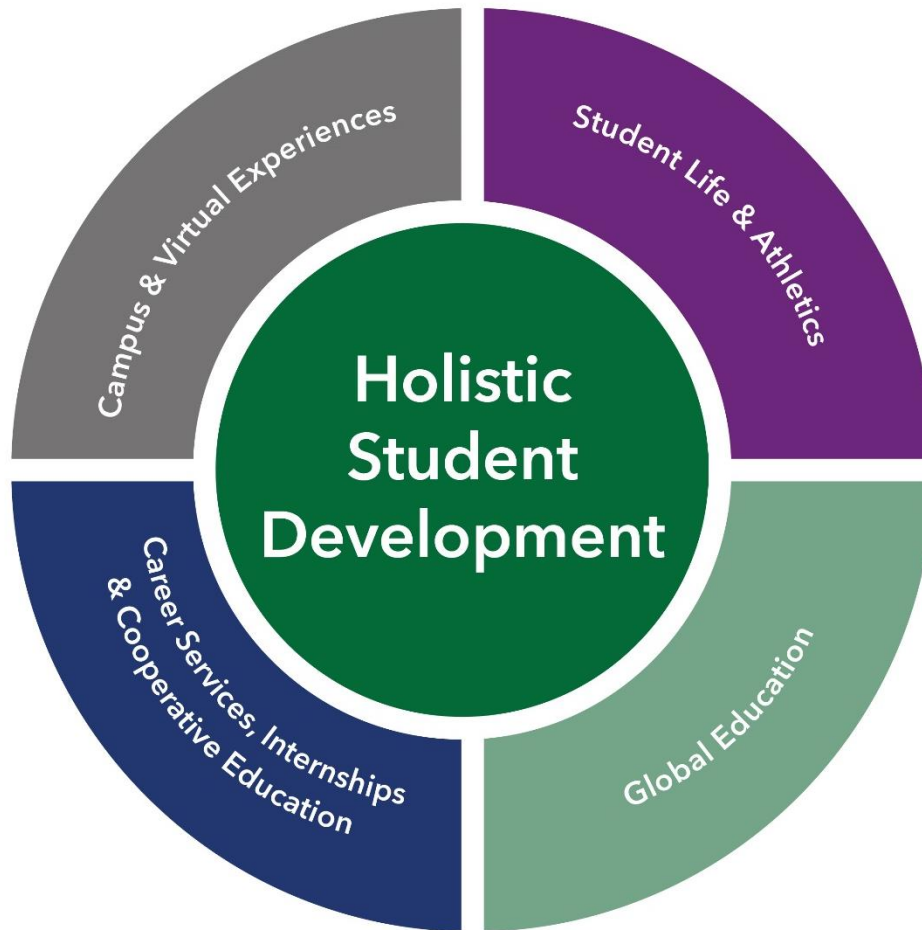 Campus & Virtual Experiences
Student Life & Athletics
Holistic
Student
Development
Career Services, Internships
& Cooperative Education
Global Education